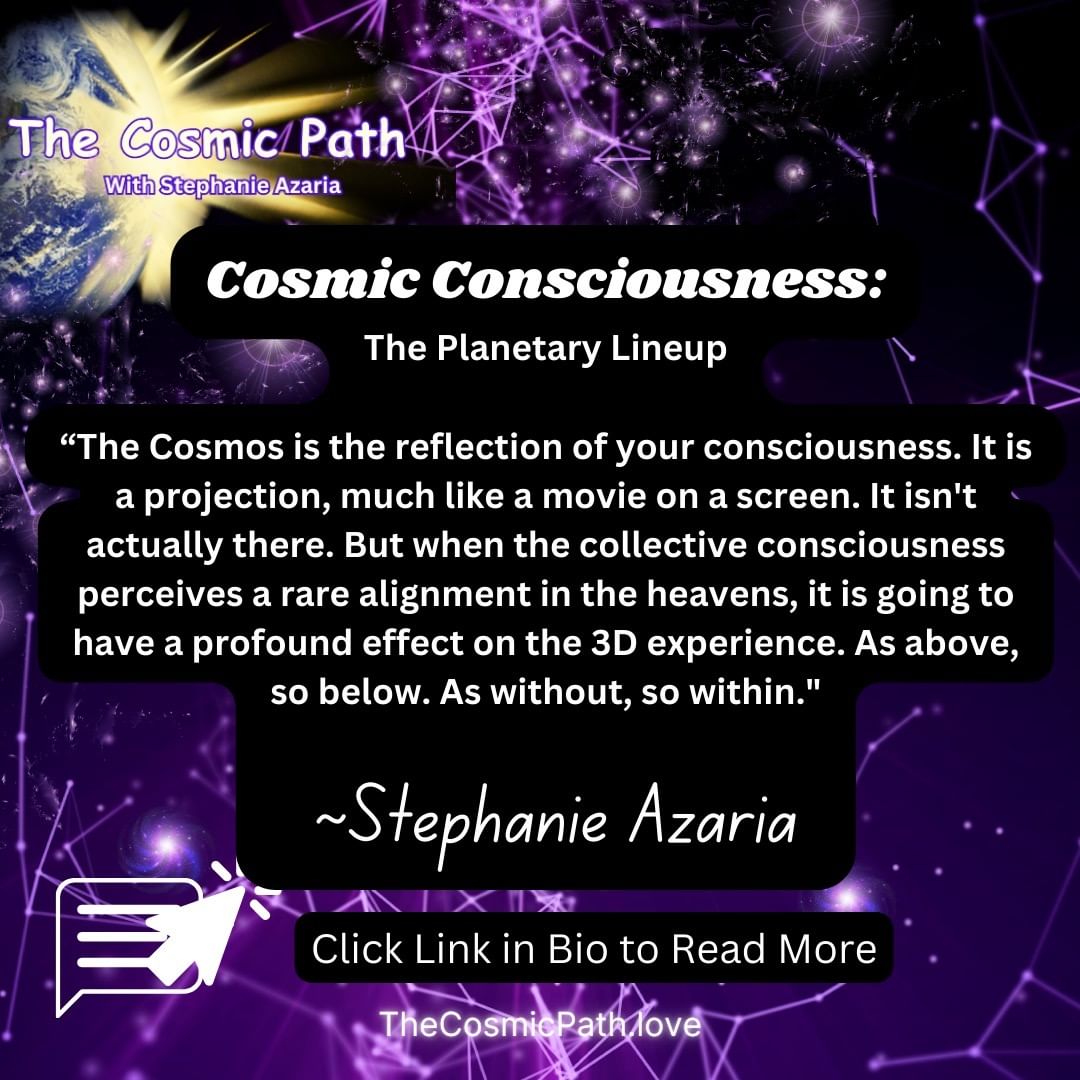 The Cosmic Path
With Stephanie Azaria
Cosmic Consciousness:
The Planetary Lineup
“The Cosmos is the reflection of your consciousness. It is
a projection, much like a movie on a screen. It isn't
actually there. But when the collective consciousness
perceives a rare alignment in the heavens, it is going to
have a profound effect on the 3D experience. As above,
so below. As without, so within."
~Stephanie Azaria
Click Link in Bio to Read More
TheCosmicPath.love